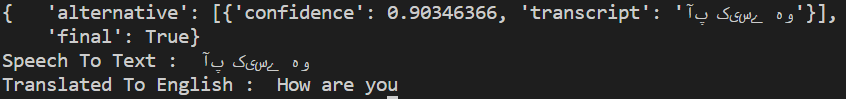 {   'alternative': [{'confidence': 0.90346366, 'transcript': 'آپ کیسے ہو'}],
    'final': True}
Speech To Text :  آپ کیسے ہو
Translated To English :  How are you